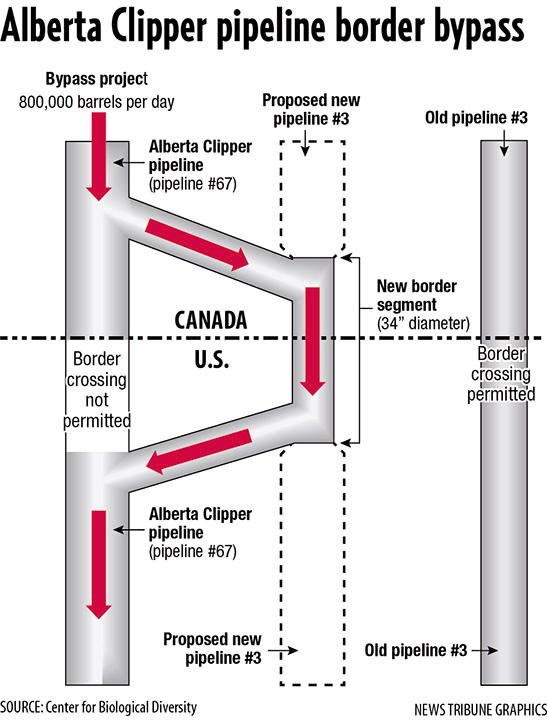 Alberta Clipper pipeline border bypass
Bypass project
800,000 barrels per day
Proposed new
pipeline #3
Old pipeline #3
Alberta Clipper
pipeline
(pipeline #67)
New border
segment
(34” diameter)
CANADA
U.S.
Border
crossing
not
permitted
Border
crossing
permitted
Alberta Clipper
pipeline
(pipeline #67)
Proposed new
pipeline #3
Old pipeline #3
SOURCE: Center for Biological Diversity
NEWS TRIBUNE GRAPHICS